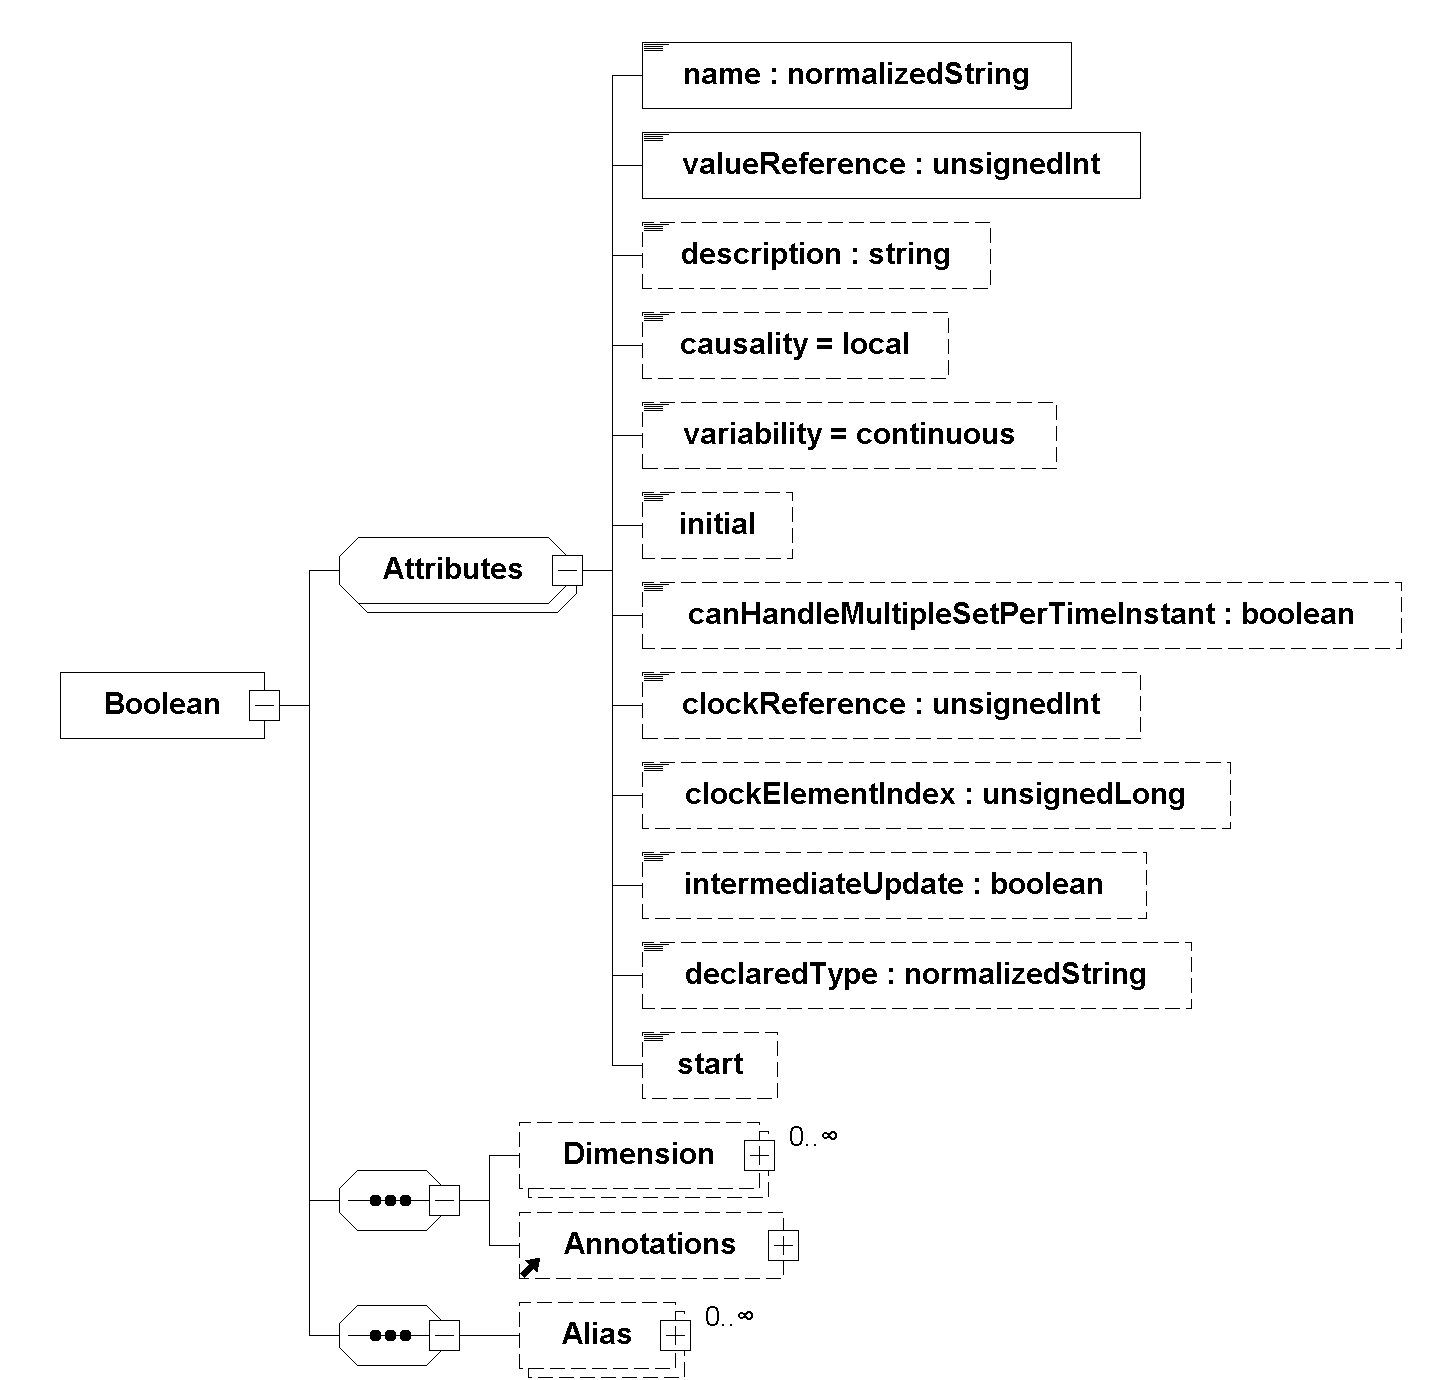 name : normalizedString
valueReference : unsignedInt
description : string
causality = local
variability = continuous
initial
Attributes
canHandleMultipleSetPerTimeInstant : boolean
Boolean
clockReference : unsignedInt
clockElementIndex : unsignedLong
intermediateUpdate : boolean
declaredType : normalizedString
start
Dimension
0..∞
Annotations
Alias
0..∞